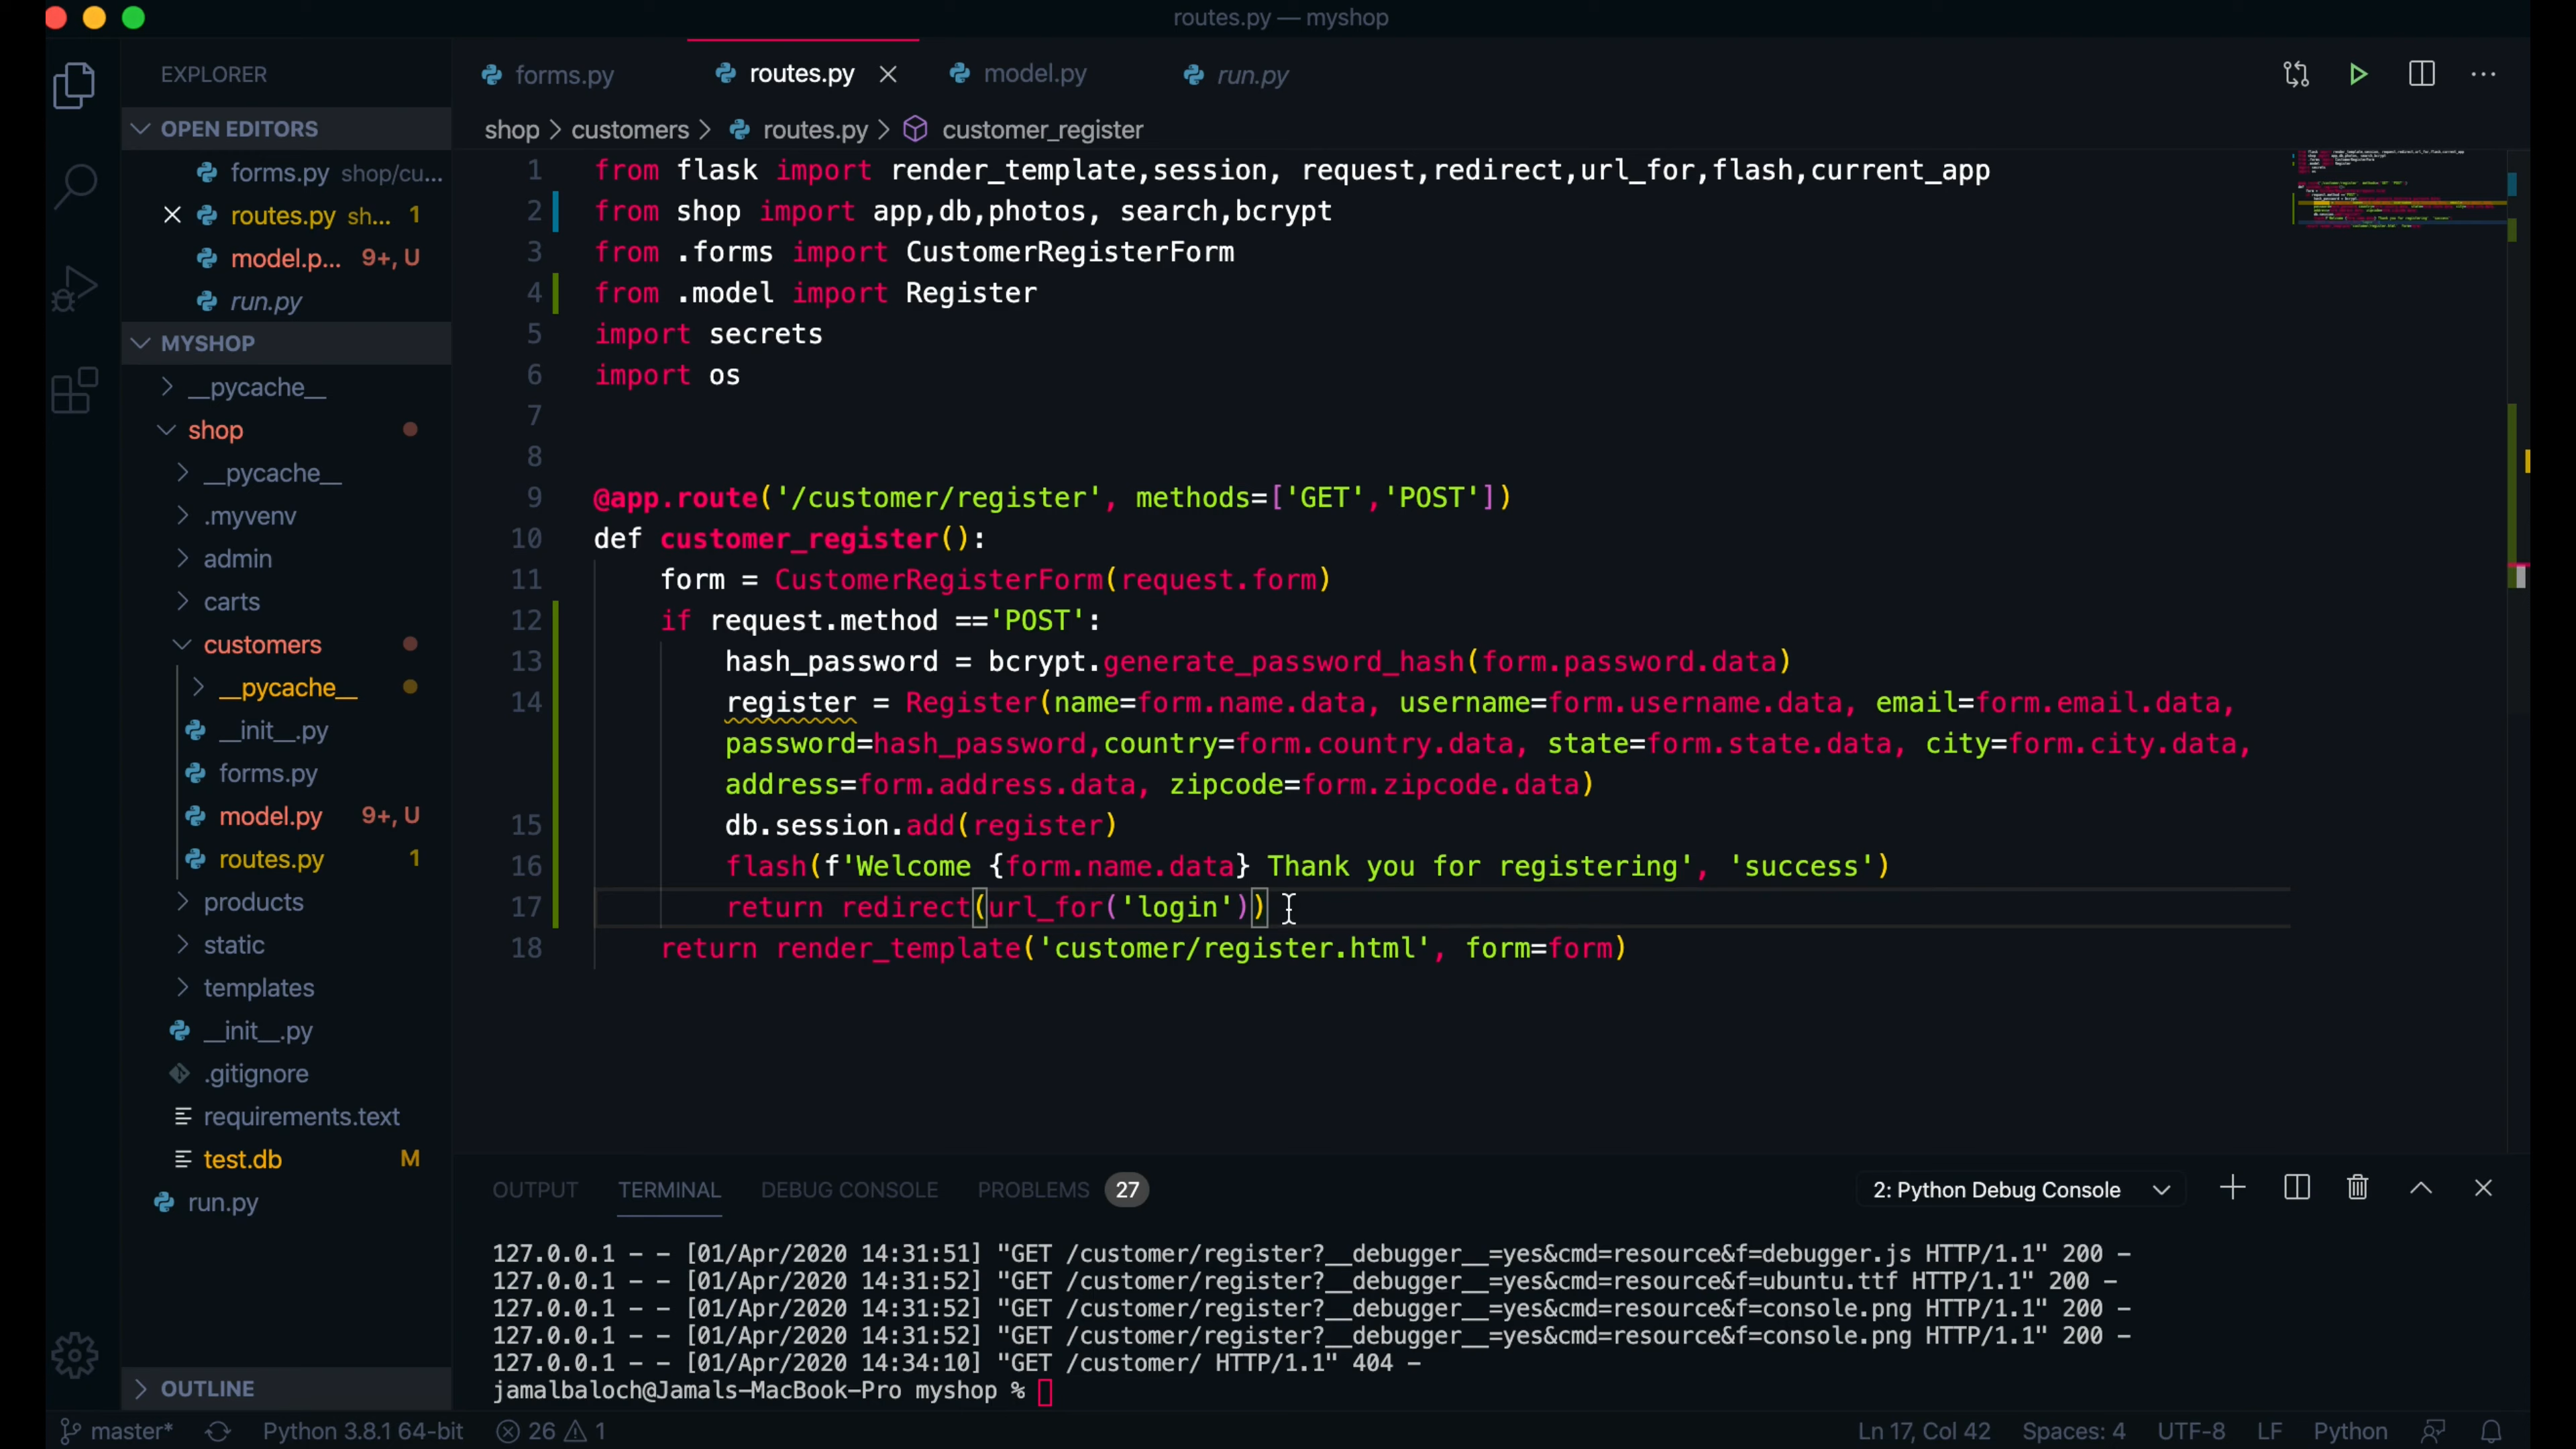 routes.py — myshop
EXPLORER
forms.py
routes.py
model.py
run.py
shop > customers > routes.py > customer_register
OPEN EDITORS
forms.py shop/cu...
routes.py sh... 1
model.p... 9+, U
run.py
MYSHOP
__pycache__
shop
__pycache__
.myvenv
admin
carts
customers
__pycache__
__init__.py
forms.py
model.py 9+, U
routes.py 1
products
static
templates
__init__.py
.gitignore
requirements.text
test.db M
run.py
OUTLINE
1 from flask import render_template,session, request,redirect,url_for,flash,current_app
2 from shop import app,db,photos, search,bcrypt
3 from .forms import CustomerRegisterForm
4 from .model import Register
5 import secrets
6 import os
7
8
9 @app.route('/customer/register', methods=['GET','POST'])
10 def customer_register():
11 form = CustomerRegisterForm(request.form)
12 if request.method =='POST':
13 hash_password = bcrypt.generate_password_hash(form.password.data)
14 register = Register(name=form.name.data, username=form.username.data, email=form.email.data,
password=hash_password,country=form.country.data, state=form.state.data, city=form.city.data,
address=form.address.data, zipcode=form.zipcode.data)
15 db.session.add(register)
16 flash(f'Welcome {form.name.data} Thank you for registering', 'success')
17 return redirect(url_for('login'))
18 return render_template('customer/register.html', form=form)
OUTPUT TERMINAL DEBUG CONSOLE PROBLEMS 27 2: Python Debug Console
127.0.0.1 - - [01/Apr/2020 14:31:51] "GET /customer/register?__debugger__=yes&cmd=resource&f=debugger.js HTTP/1.1" 200 -
127.0.0.1 - - [01/Apr/2020 14:31:52] "GET /customer/register?__debugger__=yes&cmd=resource&f=ubuntu.ttf HTTP/1.1" 200 -
127.0.0.1 - - [01/Apr/2020 14:31:52] "GET /customer/register?__debugger__=yes&cmd=resource&f=console.png HTTP/1.1" 200 -
127.0.0.1 - - [01/Apr/2020 14:31:52] "GET /customer/register?__debugger__=yes&cmd=resource&f=console.png HTTP/1.1" 200 -
127.0.0.1 - - [01/Apr/2020 14:34:10] "GET /customer/ HTTP/1.1" 404 -
jamalbaloch@Jamals-MacBook-Pro myshop %
master* Python 3.8.1 64-bit 26 1 Ln 17, Col 42 Spaces: 4 UTF-8 LF Python